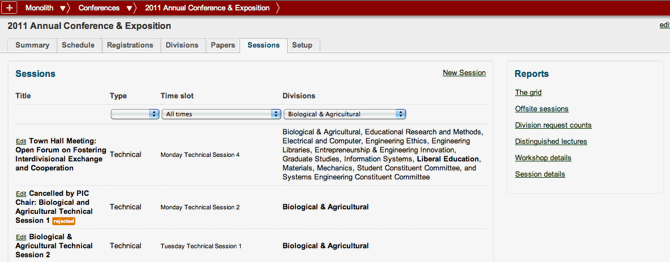 + Monolith ▼ Conferences ▼ 2011 Annual Conference & Exposition
2011 Annual Conference & Exposition
Summary Schedule Registrations Divisions Papers Sessions Setup
Sessions
New Session
Title Type Time slot Divisions
All times Biological & Agricultural
Edit Town Hall Meeting:
Open Forum on Fostering
Interdivisional Exchange
and Cooperation
Technical
Monday Technical Session 4
Biological & Agricultural, Educational Research and Methods,
Electrical and Computer, Engineering Ethics, Engineering
Libraries, Entrepreneurship & Engineering Innovation,
Graduate Studies, Information Systems, Liberal Education,
Materials, Mechanics, Student Constituent Committee, and
Systems Engineering Constituent Committee
Edit Cancelled by PIC
Chair: Biological and
Agricultural Technical
Session 1 rejected
Technical
Monday Technical Session 2
Biological & Agricultural
Edit Biological &
Agricultural Technical
Session 2
Technical
Tuesday Technical Session 1
Biological & Agricultural
Reports
The grid
Offsite sessions
Division request counts
Distinguished lectures
Workshop details
Session details